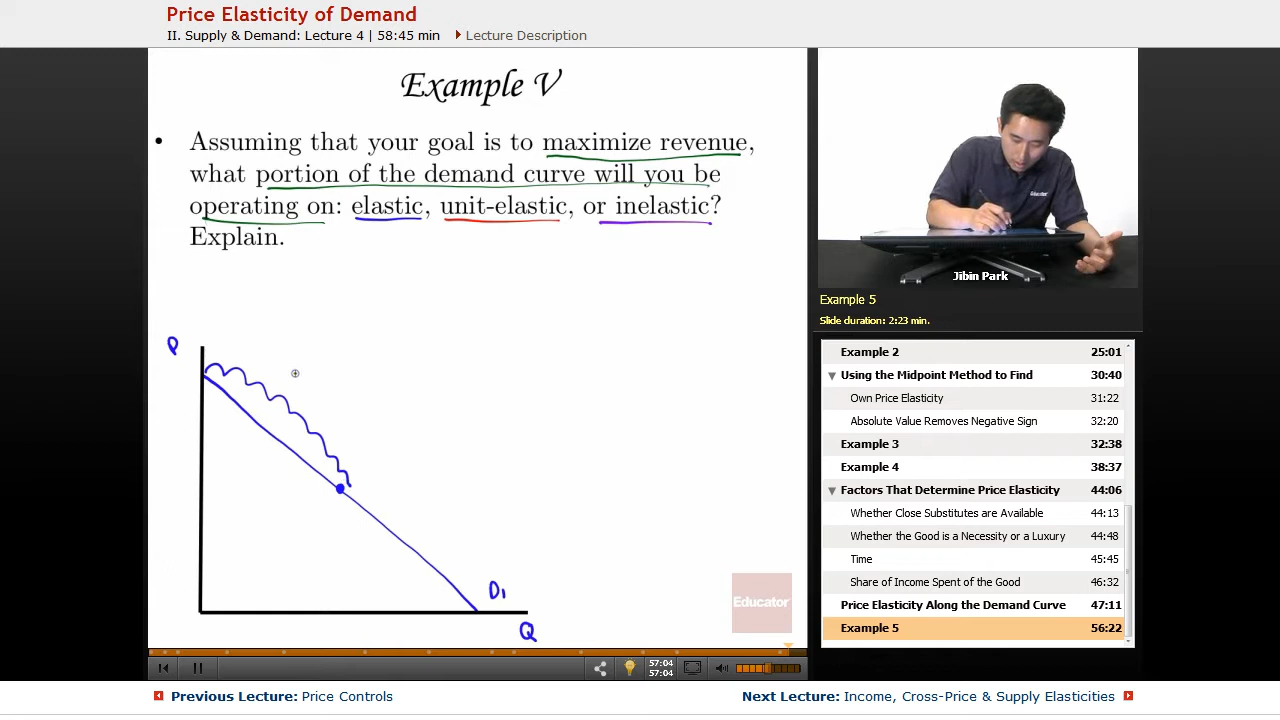 Price Elasticity of Demand
II. Supply & Demand: Lecture 4 | 58:45 min
Lecture Description
Example V
• Assuming that your goal is to maximize revenue,
what portion of the demand curve will you be
operating on: elastic, unit-elastic, or inelastic?
Explain.
P
D1
Q
Educator
Educator
Jibin Park
Example 5
Slide duration: 2:23 min.
Example 2 25:01
Using the Midpoint Method to Find 30:40
Own Price Elasticity 31:22
Absolute Value Removes Negative Sign 32:20
Example 3 32:38
Example 4 38:37
Factors That Determine Price Elasticity 44:06
Whether Close Substitutes are Available 44:13
Whether the Good is a Necessity or a Luxury 44:48
Time 45:45
Share of Income Spent of the Good 46:32
Price Elasticity Along the Demand Curve 47:11
Example 5 56:22
57:04
57:04
Previous Lecture: Price Controls
Next Lecture: Income, Cross-Price & Supply Elasticities